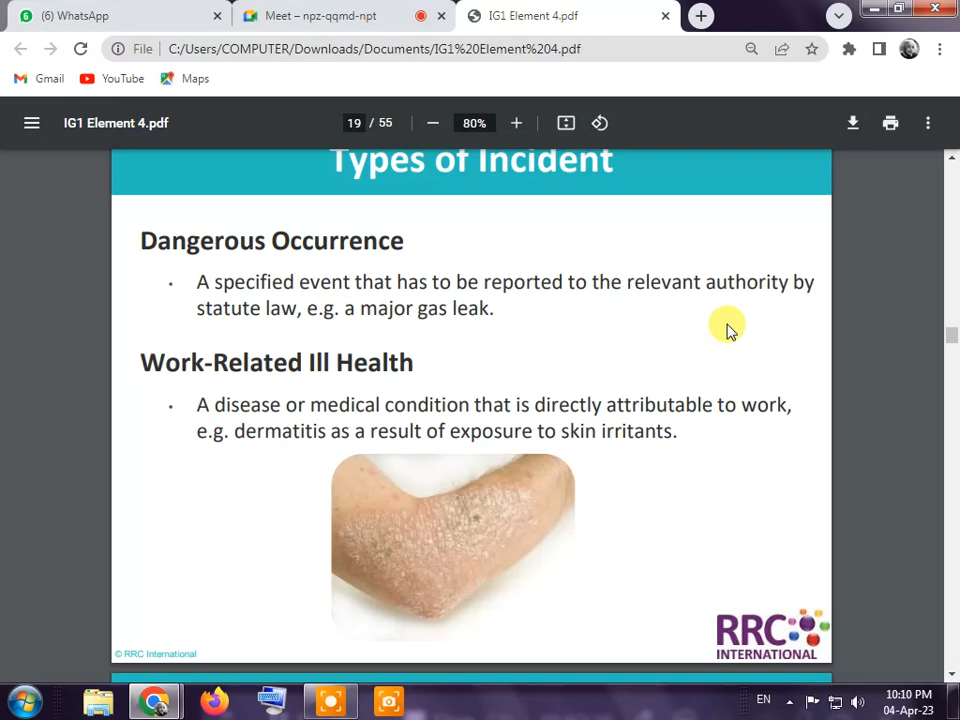 (6) WhatsApp
Meet – npz-qqmd-npt
IG1 Element 4.pdf
File
C:/Users/COMPUTER/Downloads/Documents/IG1%20Element%204.pdf
Gmail
YouTube
Maps
IG1 Element 4.pdf
19 / 55
80%
Types of Incident
Dangerous Occurrence
• A specified event that has to be reported to the relevant authority by
statute law, e.g. a major gas leak.
Work-Related Ill Health
• A disease or medical condition that is directly attributable to work,
e.g. dermatitis as a result of exposure to skin irritants.
RRC
INTERNATIONAL
© RRC International
EN
10:10 PM
04-Apr-23